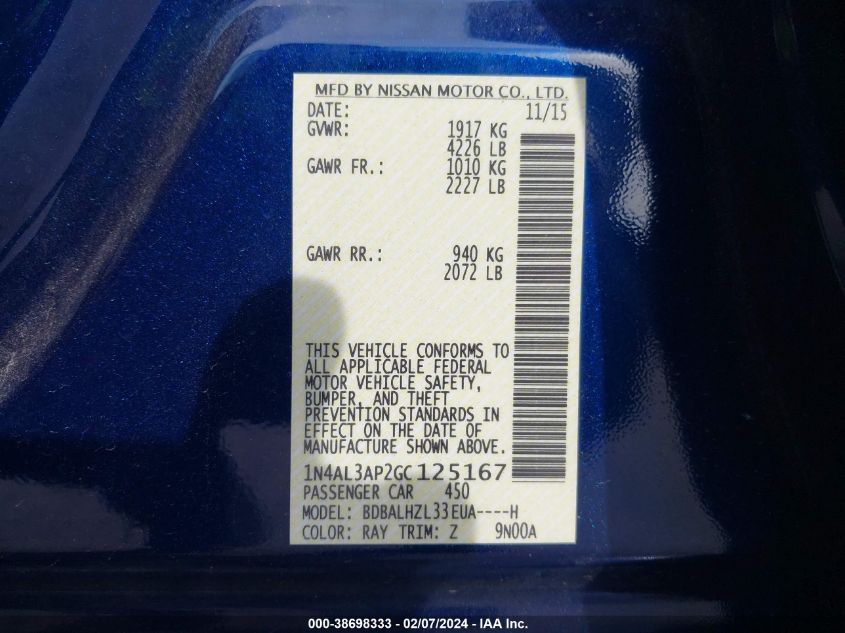 MFD BY NISSAN MOTOR CO., LTD.
DATE: 11/15
GVWR: 1917 KG
4226 LB
GAWR FR.: 1010 KG
2227 LB
GAWR RR.: 940 KG
2072 LB
THIS VEHICLE CONFORMS TO
ALL APPLICABLE FEDERAL
MOTOR VEHICLE SAFETY,
BUMPER, AND THEFT
PREVENTION STANDARDS IN
EFFECT ON THE DATE OF
MANUFACTURE SHOWN ABOVE.
1N4AL3AP2GC125167
PASSENGER CAR 450
MODEL: BDBALHZL33EUA----H
COLOR: RAY TRIM: Z 9N00A
000-38698333 - 02/07/2024 - IAA Inc.